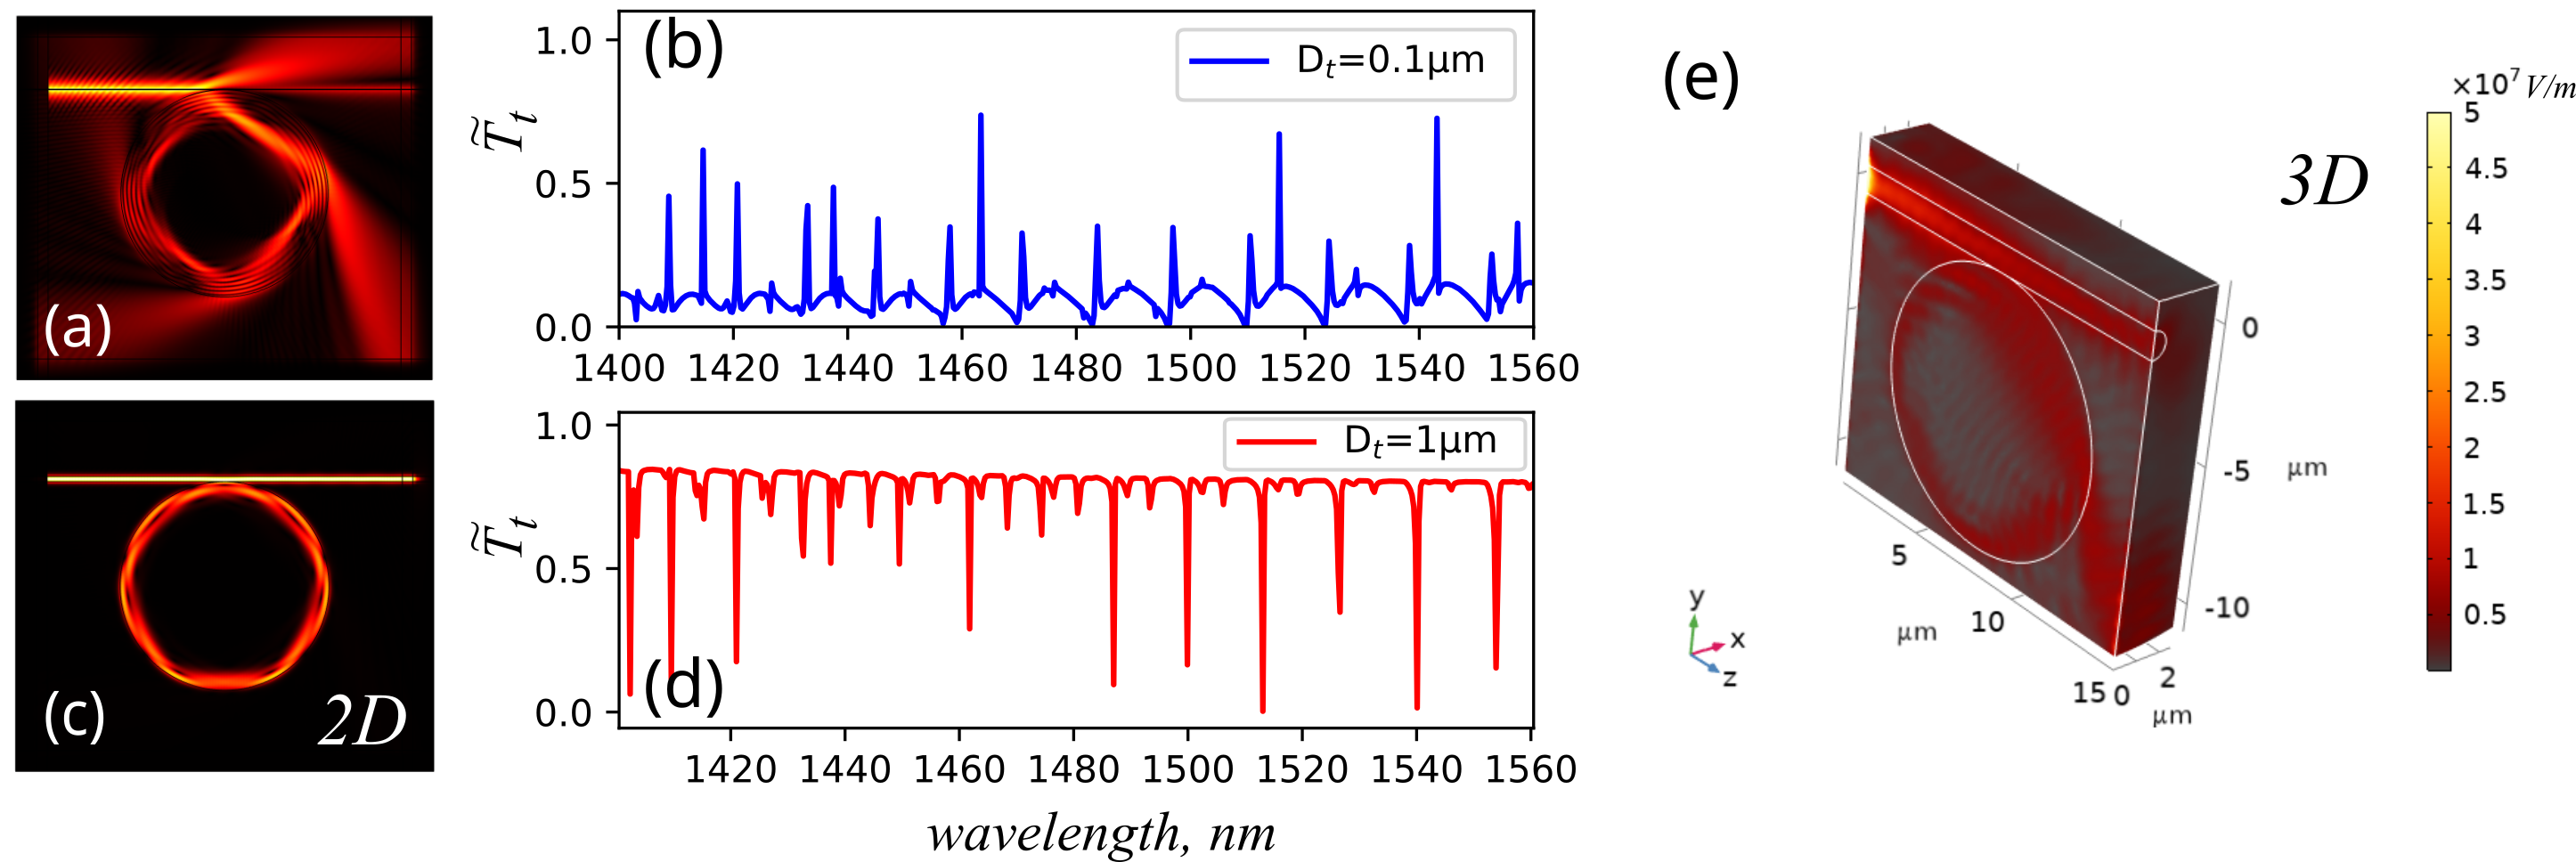 (a)
(b)
D_t=0.1μm
T̃_t
1.0
0.5
0.0
1400 1420 1440 1460 1480 1500 1520 1540 1560
(c)
2D
(d)
D_t=1μm
T̃_t
1.0
0.5
0.0
1420 1440 1460 1480 1500 1520 1540 1560
wavelength, nm
(e)
3D
×10⁷ V/m
5
4.5
4
3.5
3
2.5
2
1.5
1
0.5
0
-5
μm
-10
5
μm
10
15
0
2
μm
y
x
z